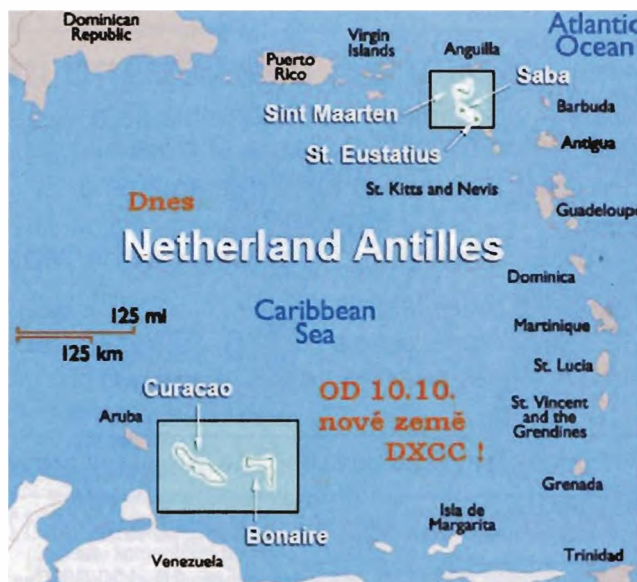 Dominican
Republic
Puerto
Rico
Virgin
Islands
Anguilla
Atlantic
Ocean
Saba
Sint Maarten
Barbuda
St. Eustatius
Antigua
St. Kitts and Nevis
Dnes
Guadeloupe
Netherland Antilles
Dominica
125 mi
125 km
Caribbean
Sea
Martinique
St. Lucia
Curacao
Aruba
OD 10.10.
nové země
DXCC !
St. Vincent
and the
Grendines
Grenada
Bonaire
Isla de
Margarita
Venezuela
Trinidad